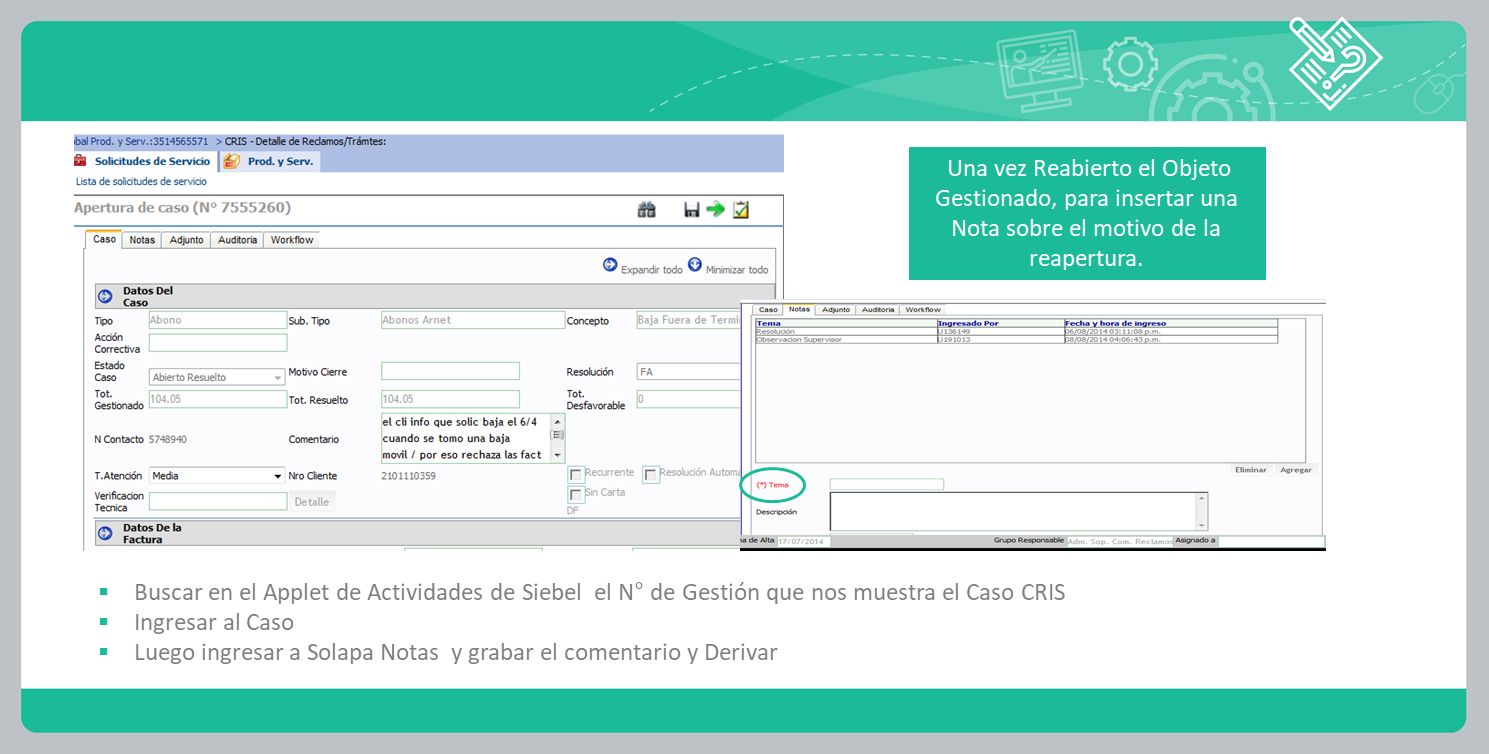 bal Prod. y Serv.:3514565571 > CRIS - Detalle de Reclamos/Trámtes:
Solicitudes de Servicio Prod. y Serv.
Lista de solicitudes de servicio
Apertura de caso (Nº 7555260)
Caso Notas Adjunto Auditoria Workflow
Expandir todo Minimizar todo
Datos Del
Caso
Tipo Abono Sub. Tipo Abonos Arnet Concepto Baja Fuera de Termi
Acción
Correctiva
Estado
Caso Abierto Resuelto Motivo Cierre Resolución FA
Tot.
Gestionado 104.05 Tot. Resuelto 104.05 Tot.
Desfavorable 0
N Contacto 5748940 Comentario el cli info que solic baja el 6/4
cuando se tomo una baja
movil / por eso rechaza las fact
T.Atención Media Nro Cliente 2101110359 Recurrente Resolución Automa
Sin Carta
DF
Verificacion
Tecnica Detalle
Datos De la
Factura
Una vez Reabierto el Objeto
Gestionado, para insertar una
Nota sobre el motivo de la
reapertura.
Caso Notas Adjunto Auditoria Workflow
Tema Ingresado Por Fecha y hora de ingreso
Resolución U136149 06/08/2014 03:11:08 p.m.
Observacion Supervisor U191013 08/08/2014 04:06:43 p.m.
Eliminar Agregar
(*) Tema
Descripción
a de Alta 17/07/2014 Grupo Responsable Adm. Sop. Com. Reclamos Asignado a
Buscar en el Applet de Actividades de Siebel el N° de Gestión que nos muestra el Caso CRIS
Ingresar al Caso
Luego ingresar a Solapa Notas y grabar el comentario y Derivar